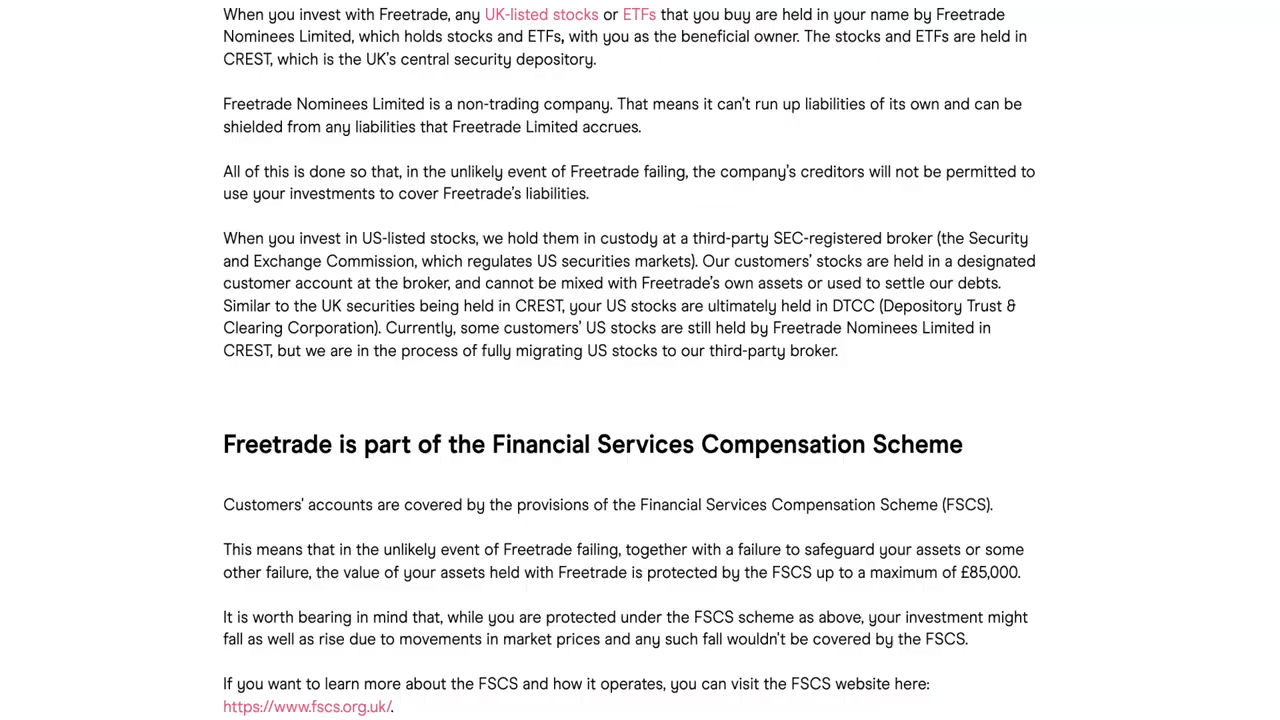 When you invest with Freetrade, any UK-listed stocks or ETFs that you buy are held in your name by Freetrade
Nominees Limited, which holds stocks and ETFs, with you as the beneficial owner. The stocks and ETFs are held in
CREST, which is the UK's central security depository.
Freetrade Nominees Limited is a non-trading company. That means it can't run up liabilities of its own and can be
shielded from any liabilities that Freetrade Limited accrues.
All of this is done so that, in the unlikely event of Freetrade failing, the company's creditors will not be permitted to
use your investments to cover Freetrade's liabilities.
When you invest in US-listed stocks, we hold them in custody at a third-party SEC-registered broker (the Security
and Exchange Commission, which regulates US securities markets). Our customers' stocks are held in a designated
customer account at the broker, and cannot be mixed with Freetrade's own assets or used to settle our debts.
Similar to the UK securities being held in CREST, your US stocks are ultimately held in DTCC (Depository Trust &
Clearing Corporation). Currently, some customers' US stocks are still held by Freetrade Nominees Limited in
CREST, but we are in the process of fully migrating US stocks to our third-party broker.
Freetrade is part of the Financial Services Compensation Scheme
Customers' accounts are covered by the provisions of the Financial Services Compensation Scheme (FSCS).
This means that in the unlikely event of Freetrade failing, together with a failure to safeguard your assets or some
other failure, the value of your assets held with Freetrade is protected by the FSCS up to a maximum of £85,000.
It is worth bearing in mind that, while you are protected under the FSCS scheme as above, your investment might
fall as well as rise due to movements in market prices and any such fall wouldn't be covered by the FSCS.
If you want to learn more about the FSCS and how it operates, you can visit the FSCS website here:
https://www.fscs.org.uk/.